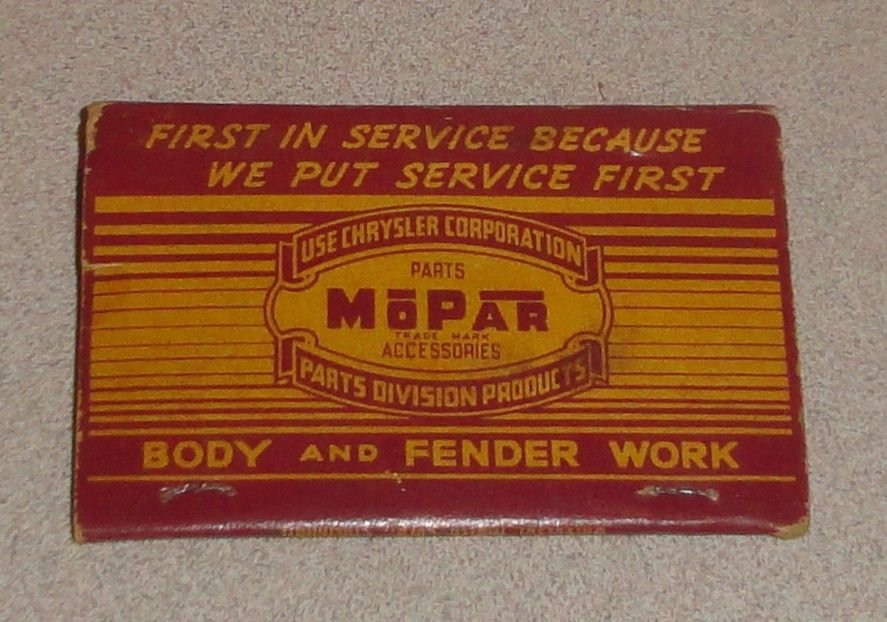 FIRST IN SERVICE BECAUSE
WE PUT SERVICE FIRST
USE CHRYSLER CORPORATION
PARTS
MOPAR
TRADE MARK
ACCESSORIES
PARTS DIVISION PRODUCTS
BODY AND FENDER WORK